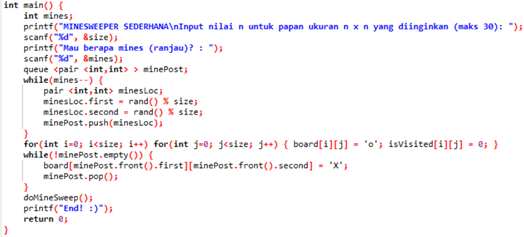 int main() {
int mines;
printf("MINESWEEPER SEDERHANA\nInput nilai n untuk papan ukuran n x n yang diinginkan (maks 30): ");
scanf("%d", &size);
printf("Mau berapa mines (ranjau)? : ");
scanf("%d", &mines);
queue <pair <int,int> > minePost;
while(mines--) {
pair <int,int> minesLoc;
minesLoc.first = rand() % size;
minesLoc.second = rand() % size;
minePost.push(minesLoc);
}
for(int i=0; i<size; i++) for(int j=0; j<size; j++) { board[i][j] = 'o'; isVisited[i][j] = 0; }
while(!minePost.empty()) {
board[minePost.front().first][minePost.front().second] = 'X';
minePost.pop();
}
doMineSweep();
printf("End! :)");
return 0;
}